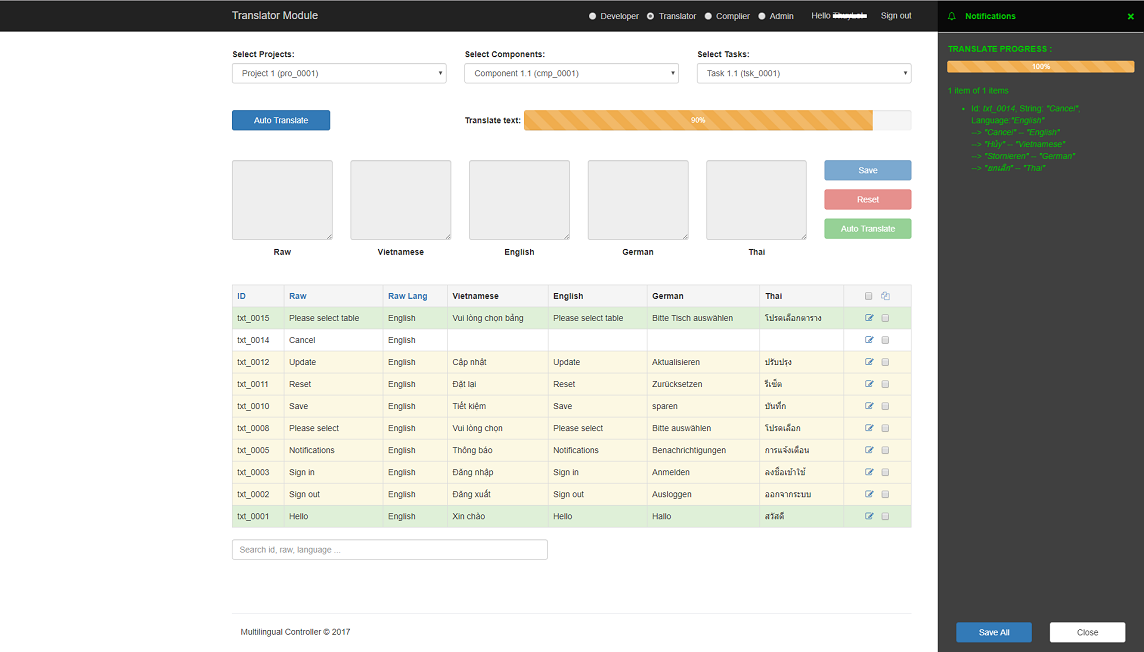 Translator Module
Developer Translator Complier Admin Hello Sign out
Select Projects: Select Components: Select Tasks:
Project 1 (pro_0001) Component 1.1 (cmp_0001) Task 1.1 (tsk_0001)
Auto Translate Translate text: 90%
Save
Reset
Auto Translate
Raw Vietnamese English German Thai
ID Raw Raw Lang Vietnamese English German Thai
txt_0015 Please select table English Vui lòng chọn bảng Please select table Bitte Tisch auswählen โปรดเลือกตาราง
txt_0014 Cancel English
txt_0012 Update English Cập nhật Update Aktualisieren ปรับปรุง
txt_0011 Reset English Đặt lại Reset Zurücksetzen รีเซ็ต
txt_0010 Save English Tiết kiệm Save sparen บันทึก
txt_0008 Please select English Vui lòng chọn Please select Bitte auswählen โปรดเลือก
txt_0005 Notifications English Thông báo Notifications Benachrichtigungen การแจ้งเตือน
txt_0003 Sign in English Đăng nhập Sign in Anmelden ลงชื่อเข้าใช้
txt_0002 Sign out English Đăng xuất Sign out Ausloggen ออกจากระบบ
txt_0001 Hello English Xin chào Hello Hallo สวัสดี
Search id, raw, language ...
Multilingual Controller © 2017
Notifications ×
TRANSLATE PROGRESS :
100%
1 item of 1 items
Id: txt_0014, String: "Cancel",
Language:"English"
--> "Cancel" -- "English"
--> "Hủy" -- "Vietnamese"
--> "Stornieren" -- "German"
--> "ยกเลิก" -- "Thai"
Save All Close